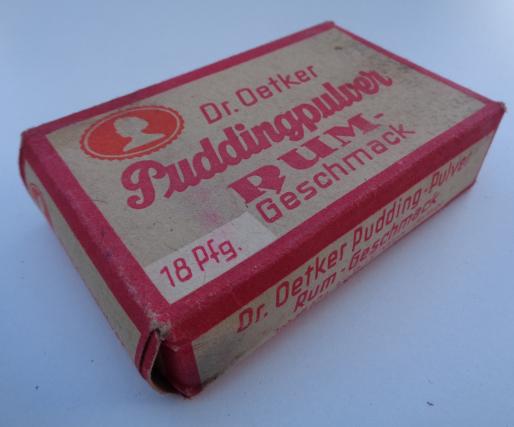 Dr. Oetker
Puddingpulver
RUM-
Geschmack
18 Pfg.
Dr. Oetker Pudding-Pulver
Rum-Geschmack